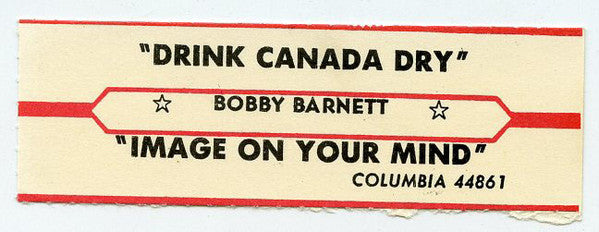 "DRINK CANADA DRY"
☆ BOBBY BARNETT ☆
"IMAGE ON YOUR MIND"
COLUMBIA 44861